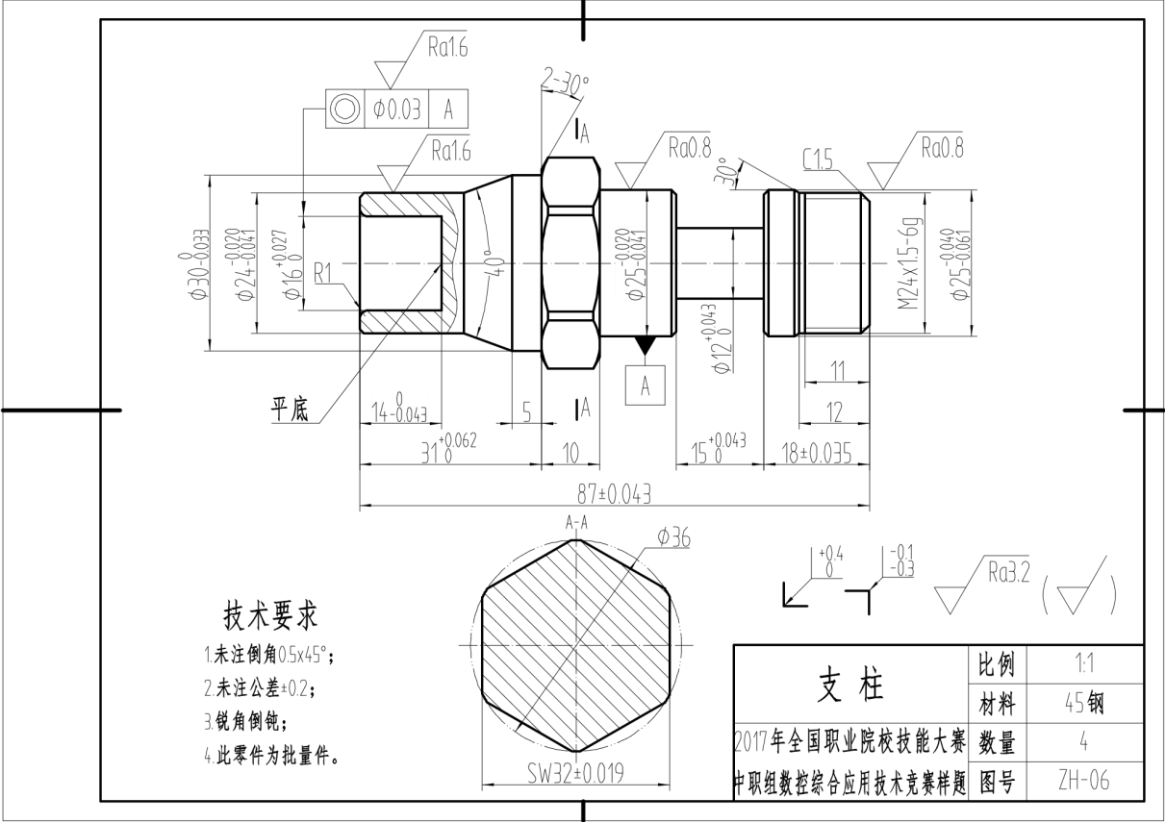 Ra1.6
◎ φ0.03 A
Ra1.6
2-30°
A
Ra0.8
30°
C1.5
Ra0.8
φ30 0 -0.033
φ24 -0.020 -0.041
φ16 +0.027 0
R1
40°
φ25 -0.020 -0.041
φ12 +0.043 0
M24x1.5-6g
φ25 -0.040 -0.061
A
平底
14 0 -0.043
5
A
11
12
31 +0.062 0
10
15 +0.043 0
18±0.035
87±0.043
A-A
φ36
SW32±0.019
+0.4
0
-0.1
-0.3
Ra3.2
( )
技术要求
1.未注倒角0.5x45°;
2.未注公差±0.2;
3.锐角倒钝;
4.此零件为批量件。
支柱
比例 1:1
材料 45钢
2017年全国职业院校技能大赛
中职组数控综合应用技术竞赛样题
数量 4
图号 ZH-06